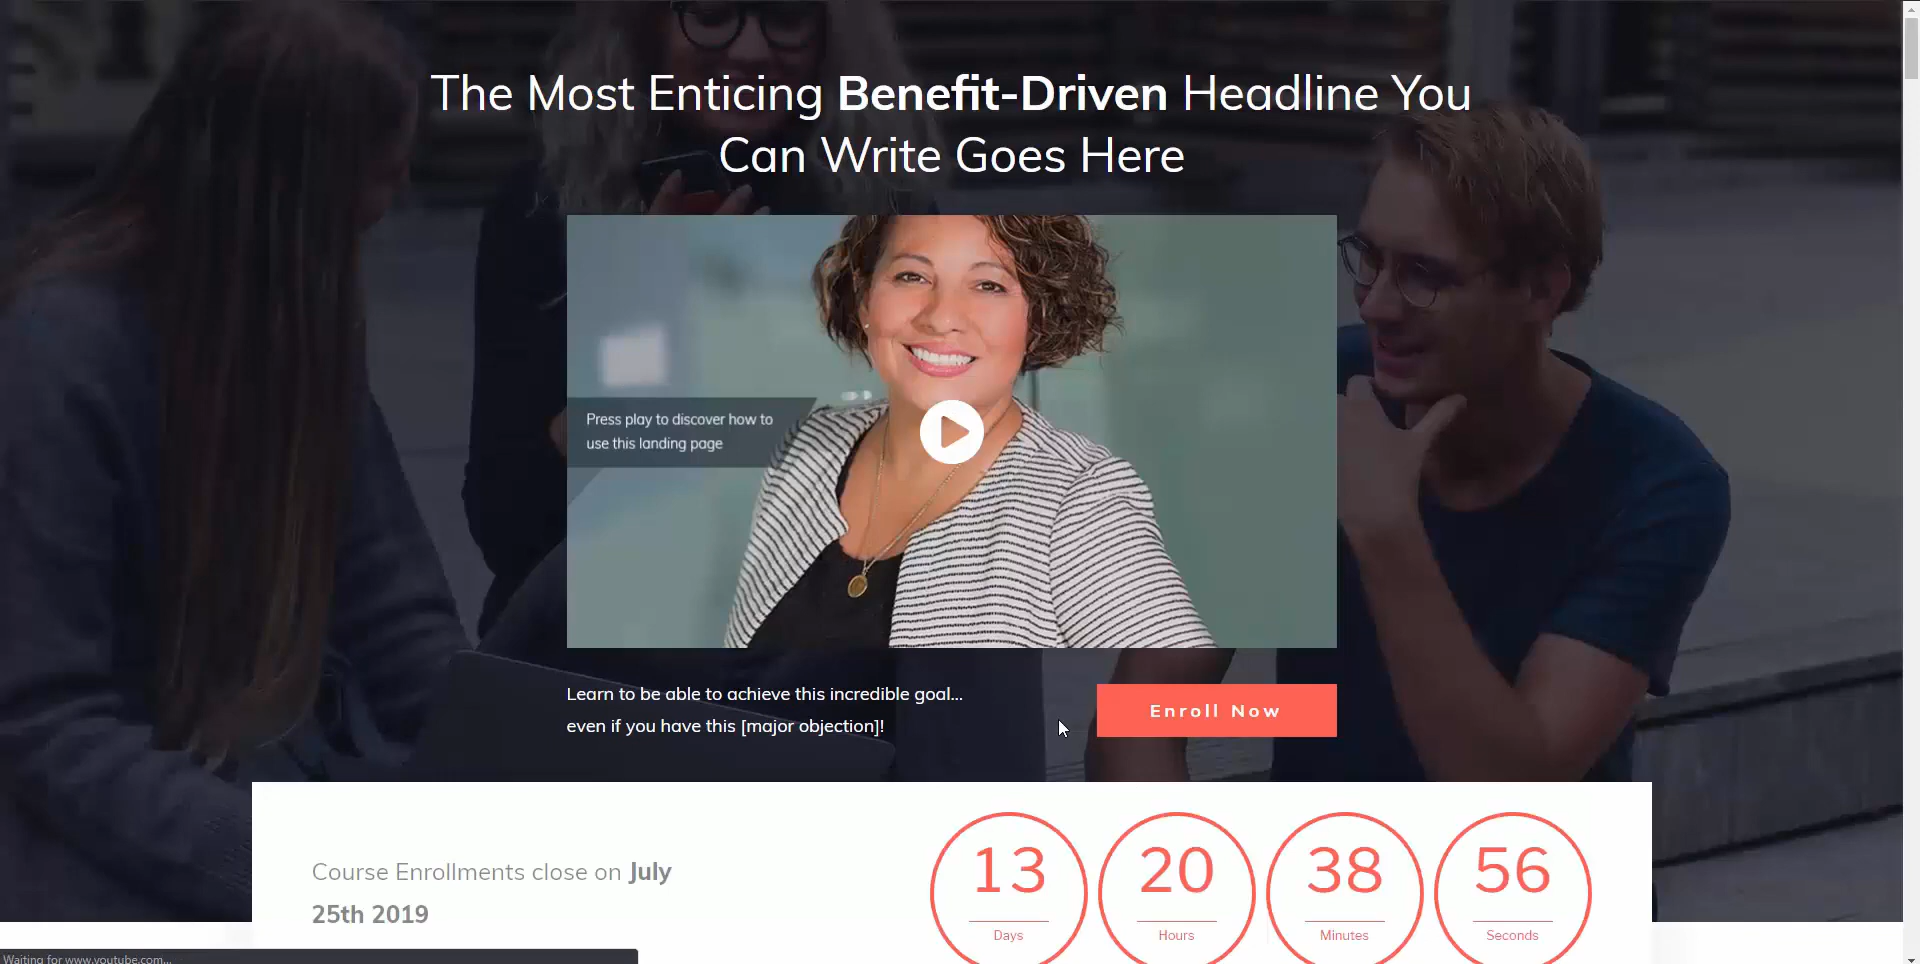 The Most Enticing Benefit-Driven Headline You
Can Write Goes Here
Press play to discover how to
use this landing page
Learn to be able to achieve this incredible goal...
even if you have this [major objection]!
Enroll Now
Course Enrollments close on July
25th 2019
13
Days
20
Hours
38
Minutes
56
Seconds
Waiting for www.youtube.com...